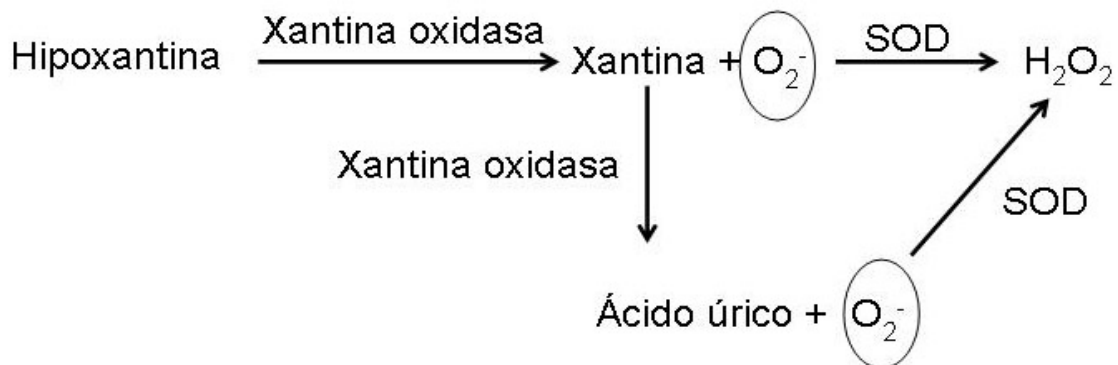 Xantina oxidasa
SOD
Hipoxantina
Xantina + O₂⁻
H₂O₂
Xantina oxidasa
SOD
Ácido úrico + O₂⁻